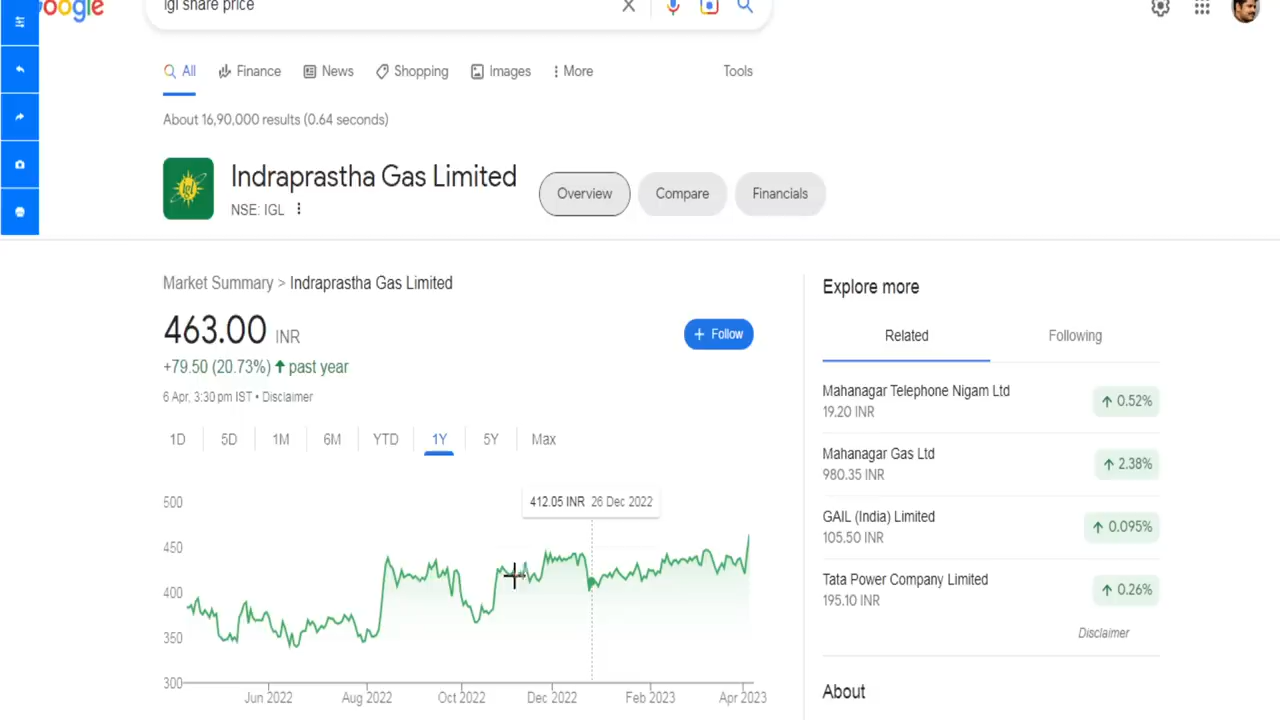 oogle
igl share price
All
Finance
News
Shopping
Images
More
Tools
About 16,90,000 results (0.64 seconds)
igl
Indraprastha Gas Limited
NSE: IGL
Overview
Compare
Financials
Market Summary > Indraprastha Gas Limited
463.00 INR
+ Follow
+79.50 (20.73%) ↑ past year
6 Apr, 3:30 pm IST • Disclaimer
1D
5D
1M
6M
YTD
1Y
5Y
Max
412.05 INR 26 Dec 2022
500
450
400
350
300
Jun 2022
Aug 2022
Oct 2022
Dec 2022
Feb 2023
Apr 2023
Explore more
Related
Following
Mahanagar Telephone Nigam Ltd
19.20 INR
↑ 0.52%
Mahanagar Gas Ltd
980.35 INR
↑ 2.38%
GAIL (India) Limited
105.50 INR
↑ 0.095%
Tata Power Company Limited
195.10 INR
↑ 0.26%
Disclaimer
About